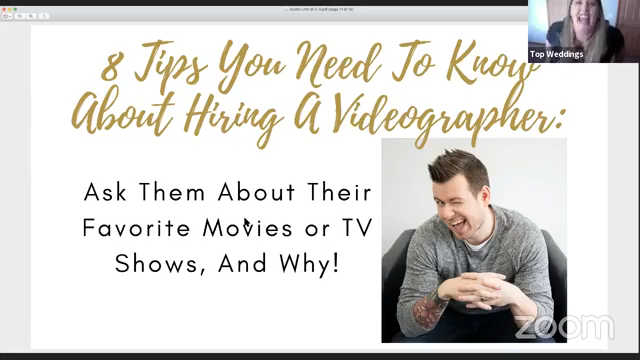 8 Tips You Need To Know
About Hiring A Videographer:
Ask Them About Their
Favorite Movies or TV
Shows, And Why!
Top Weddings
zoom